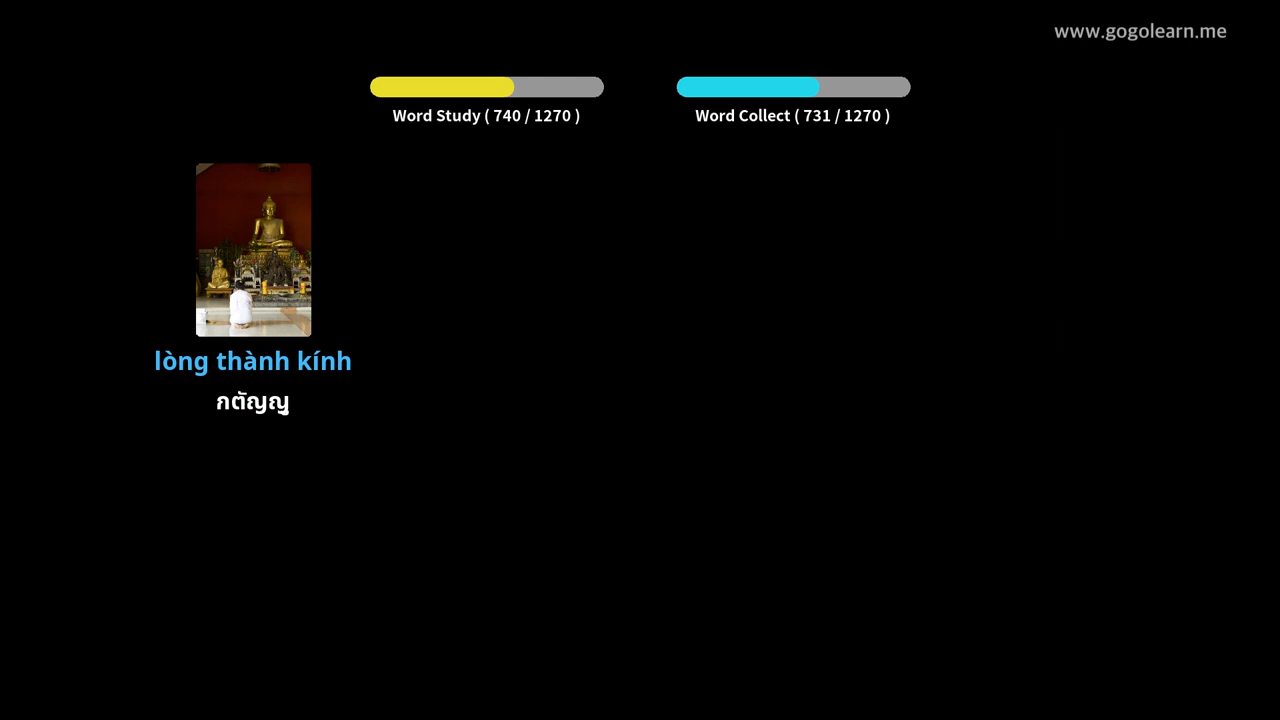 www.gogolearn.me
Word Study ( 740 / 1270 )
Word Collect ( 731 / 1270 )
lòng thành kính
กตัญญู